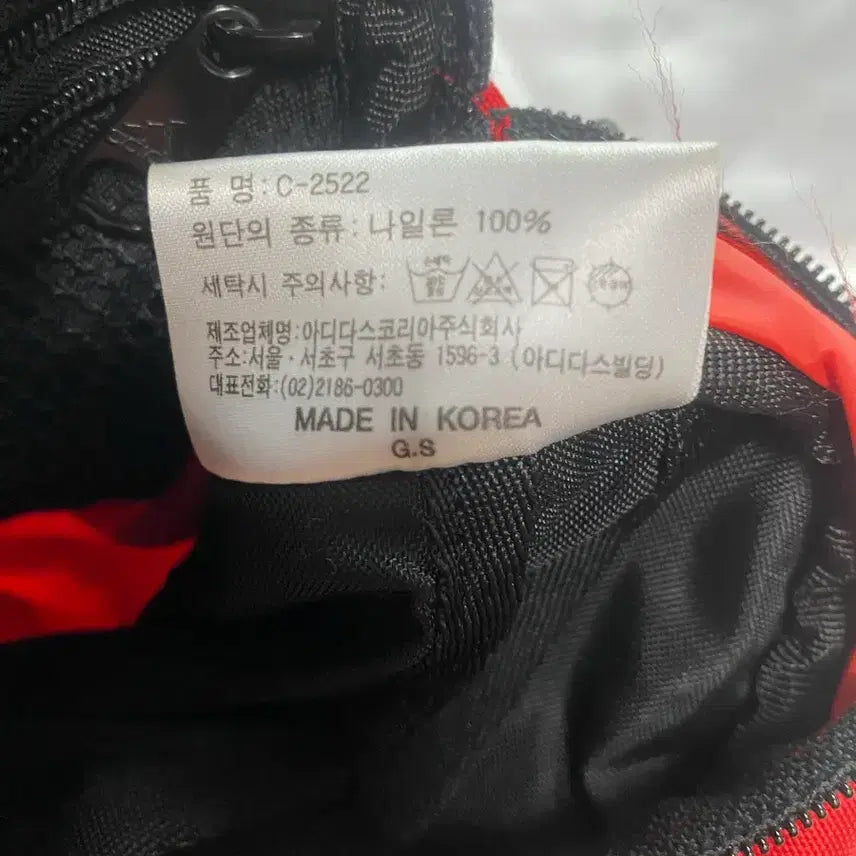 품 명:C-2522
원단의 종류: 나일론 100%
세탁시 주의사항:
제조업체명:아디다스코리아주식회사
주소:서울·서초구 서초동 1596-3 (아디다스빌딩)
대표전화:(02)2186-0300
MADE IN KOREA
G.S